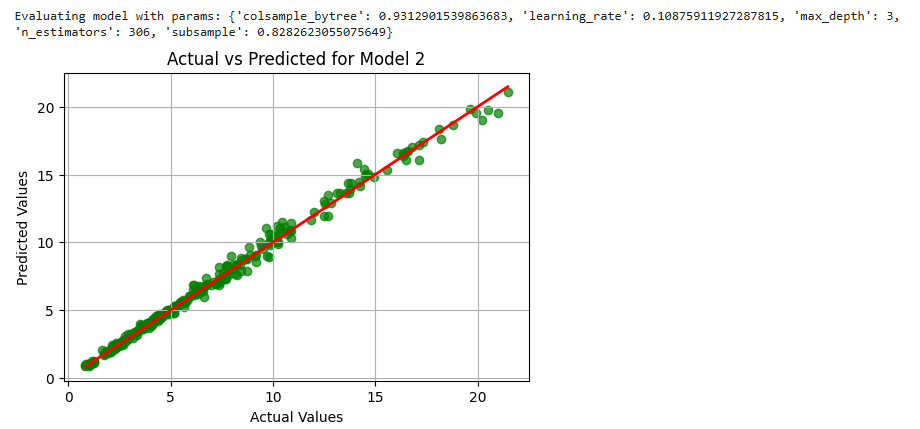 Evaluating model with params: {'colsample_bytree': 0.9312901539863683, 'learning_rate': 0.10875911927287815, 'max_depth': 3,
'n_estimators': 306, 'subsample': 0.8282623055075649}
Actual vs Predicted for Model 2
20
15
10
5
0
Predicted Values
0 5 10 15 20
Actual Values